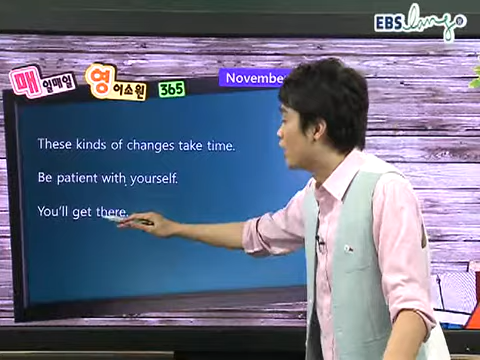 EBS lang
매일매일 영어소원 365
November
These kinds of changes take time.
Be patient with yourself.
You'll get there.